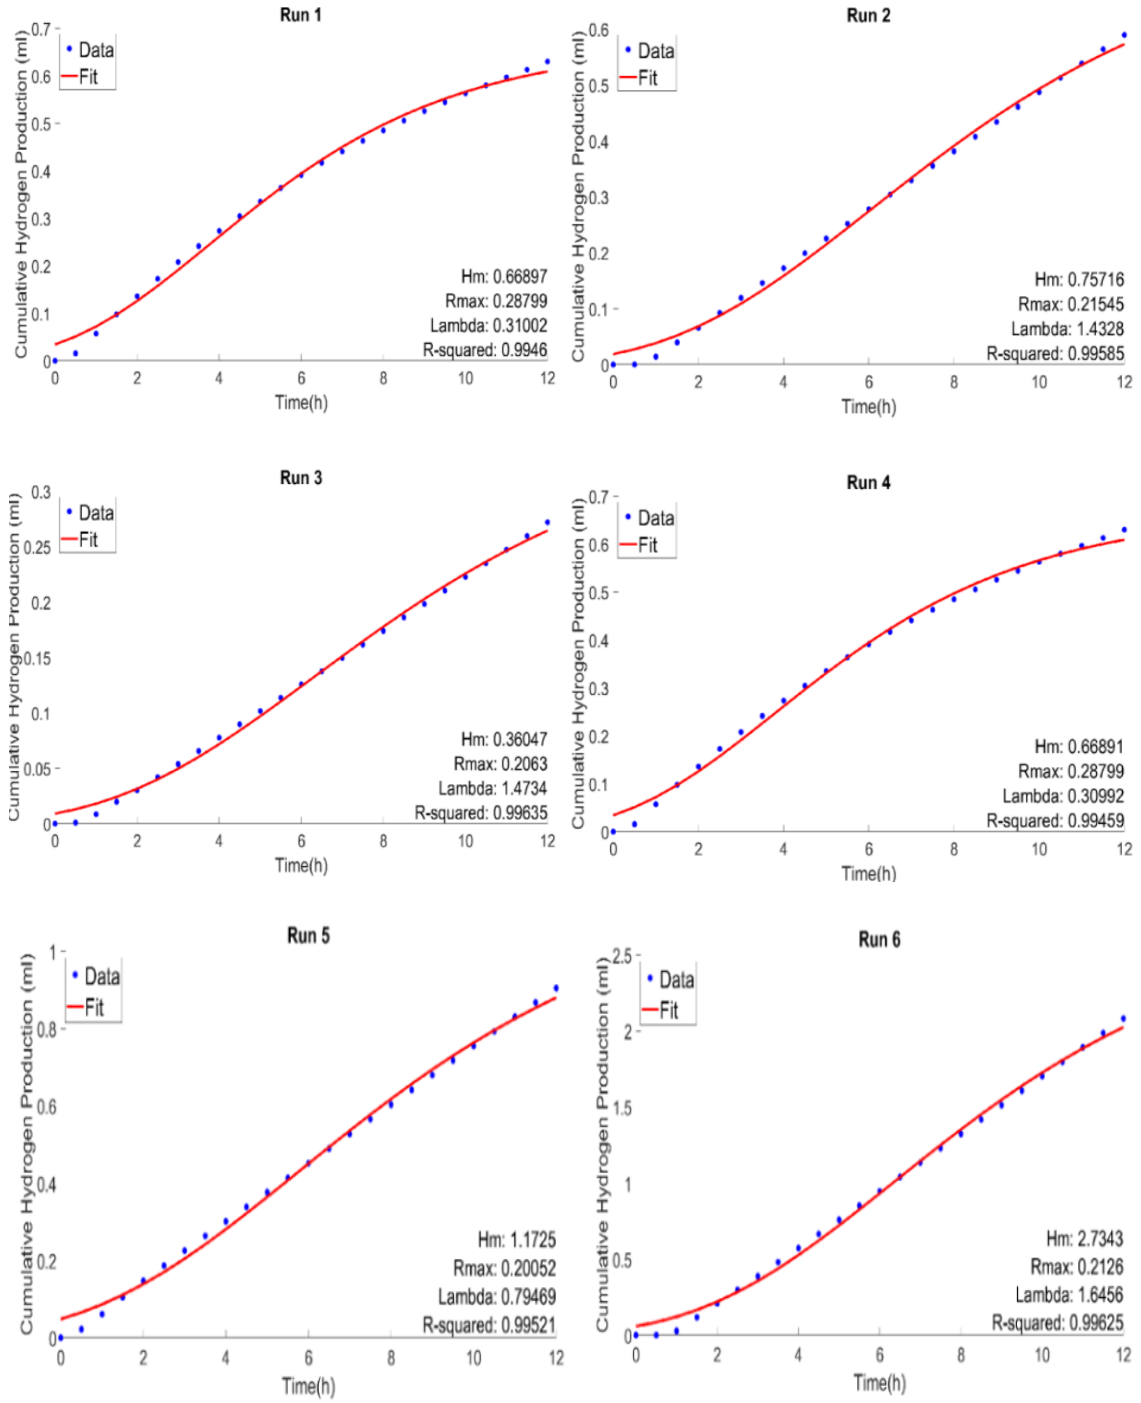 Run 1
Cumulative Hydrogen Production (ml)
0.7
0.6
0.5
0.4
0.3
0.2
0.1
0
Data
Fit
Hm: 0.66897
Rmax: 0.28799
Lambda: 0.31002
R-squared: 0.9946
0 2 4 6 8 10 12
Time(h)
Run 2
Cumulative Hydrogen Production (ml)
0.6
0.5
0.4
0.3
0.2
0.1
0
Data
Fit
Hm: 0.75716
Rmax: 0.21545
Lambda: 1.4328
R-squared: 0.99585
0 2 4 6 8 10 12
Time(h)
Run 3
Cumulative Hydrogen Production (ml)
0.3
0.25
0.2
0.15
0.1
0.05
0
Data
Fit
Hm: 0.36047
Rmax: 0.2063
Lambda: 1.4734
R-squared: 0.99635
0 2 4 6 8 10 12
Time(h)
Run 4
Cumulative Hydrogen Production (ml)
0.7
0.6
0.5
0.4
0.3
0.2
0.1
0
Data
Fit
Hm: 0.66891
Rmax: 0.28799
Lambda: 0.30992
R-squared: 0.99459
0 2 4 6 8 10 12
Time(h)
Run 5
Cumulative Hydrogen Production (ml)
1
0.8
0.6
0.4
0.2
0
Data
Fit
Hm: 1.1725
Rmax: 0.20052
Lambda: 0.79469
R-squared: 0.99521
0 2 4 6 8 10 12
Time(h)
Run 6
Cumulative Hydrogen Production (ml)
2.5
2
1.5
1
0.5
0
Data
Fit
Hm: 2.7343
Rmax: 0.2126
Lambda: 1.6456
R-squared: 0.99625
0 2 4 6 8 10 12
Time(h)